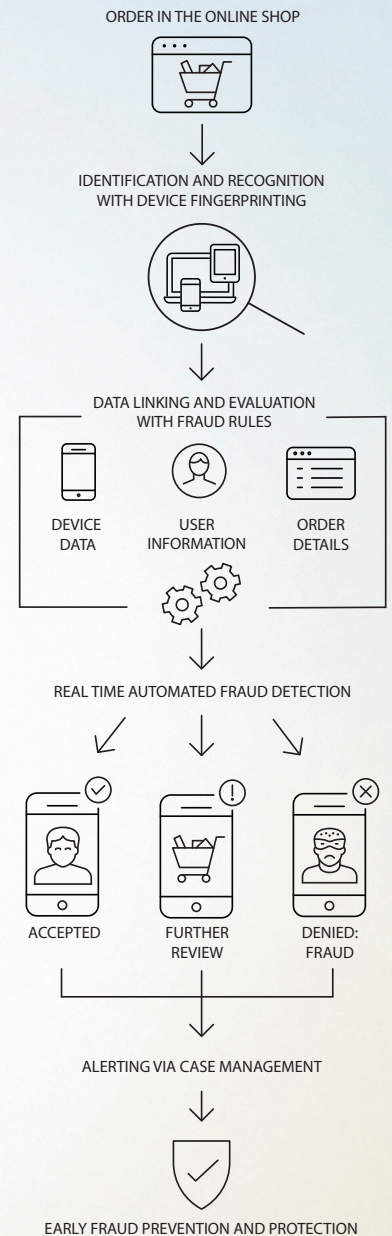 ORDER IN THE ONLINE SHOP
IDENTIFICATION AND RECOGNITION
WITH DEVICE FINGERPRINTING
DATA LINKING AND EVALUATION
WITH FRAUD RULES
DEVICE
DATA
USER
INFORMATION
ORDER
DETAILS
REAL TIME AUTOMATED FRAUD DETECTION
ACCEPTED
FURTHER
REVIEW
DENIED:
FRAUD
ALERTING VIA CASE MANAGEMENT
EARLY FRAUD PREVENTION AND PROTECTION